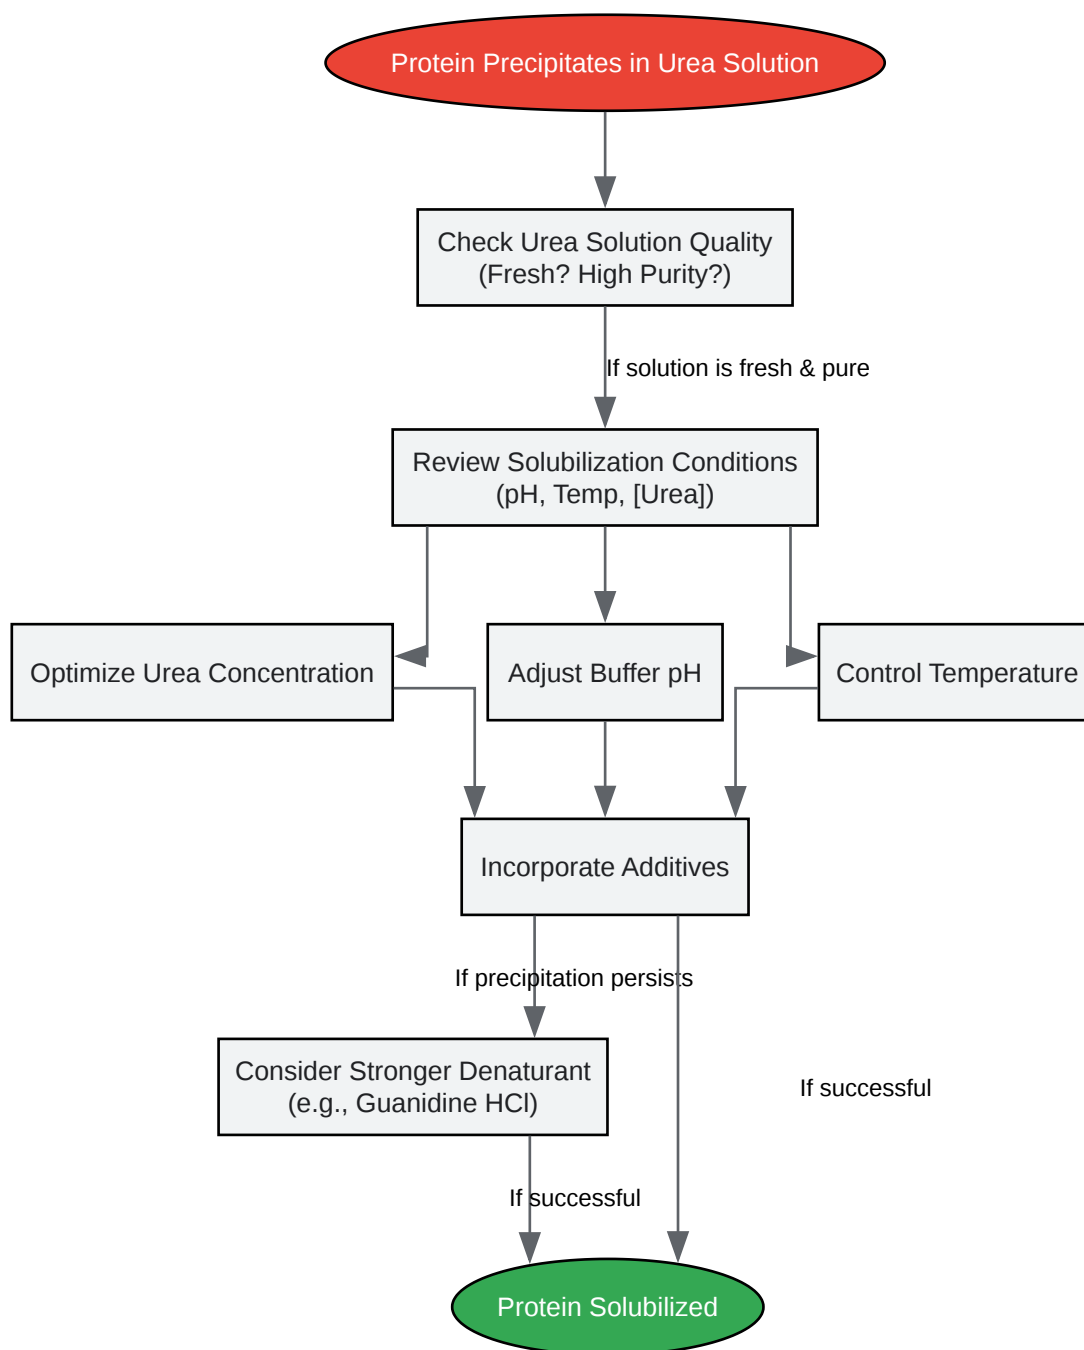 Protein Precipitates in Urea Solution
Check Urea Solution Quality
(Fresh? High Purity?)
If solution is fresh & pure
Review Solubilization Conditions
(pH, Temp, [Urea])
Optimize Urea Concentration
Adjust Buffer pH
Control Temperature
Incorporate Additives
If precipitation persists
Consider Stronger Denaturant
(e.g., Guanidine HCl)
If successful
If successful
Protein Solubilized